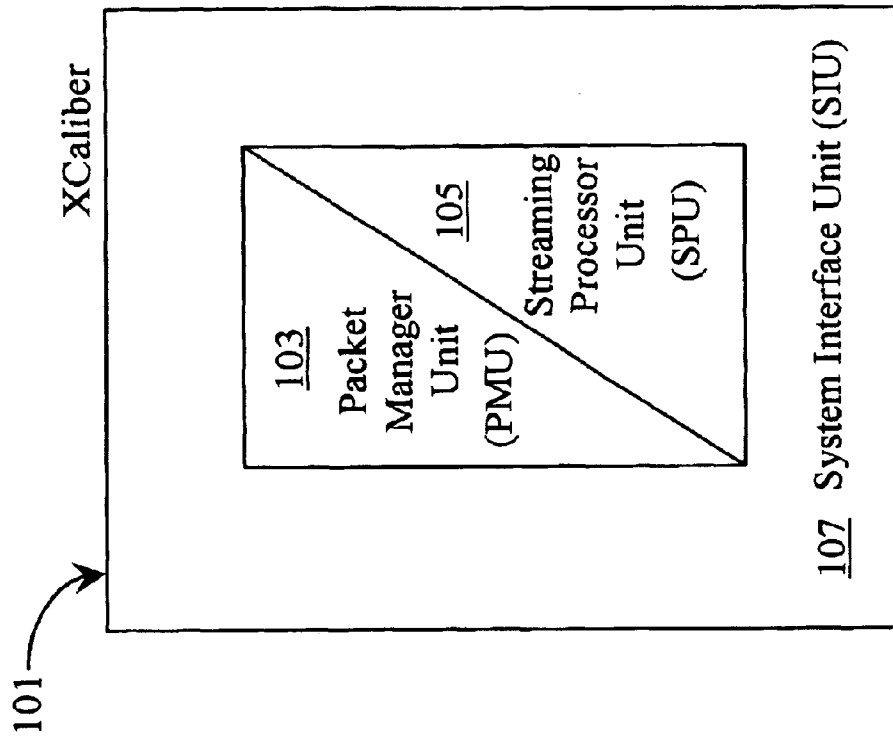 101
XCaliber
103
Packet
Manager
Unit
(PMU)
105
Streaming
Processor
Unit
(SPU)
107 System Interface Unit (SIU)